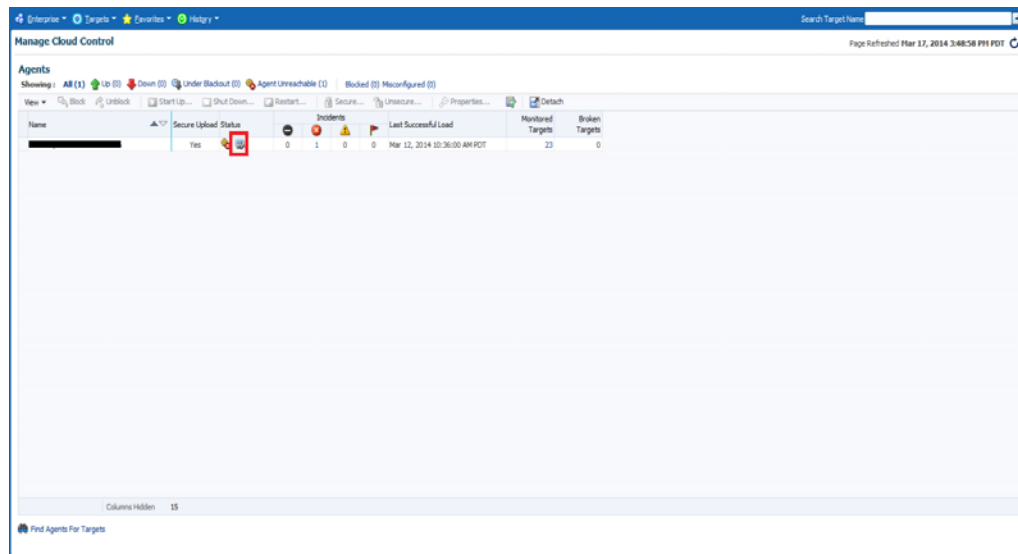 Enterprise Targets Favorites History Search Target Name
Manage Cloud Control Page Refreshed Mar 17, 2014 3:48:58 PM PDT
Agents
Showing : All (1) Up (0) Down (0) Under Blackout (0) Agent Unreachable (1) Blocked (0) Misconfigured (0)
View Block Unblock Start Up... Shut Down... Restart... Secure... Unsecure... Properties... Detach
Name Secure Upload Status Incidents Last Successful Load Monitored Targets Broken Targets
Yes 0 1 0 0 Mar 12, 2014 10:36:00 AM PDT 23 0
Columns Hidden 15
Find Agents For Targets